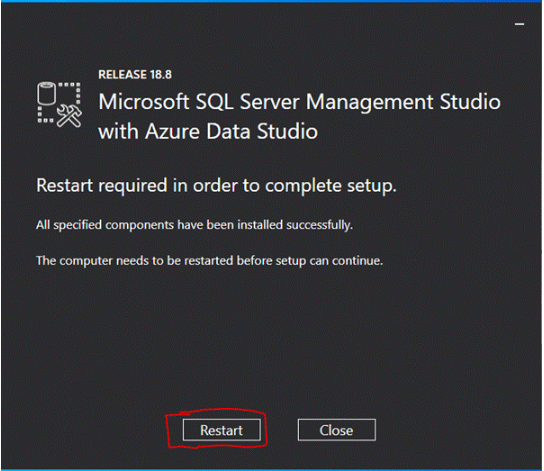 RELEASE 18.8
Microsoft SQL Server Management Studio
with Azure Data Studio
Restart required in order to complete setup.
All specified components have been installed successfully.
The computer needs to be restarted before setup can continue.
Restart
Close